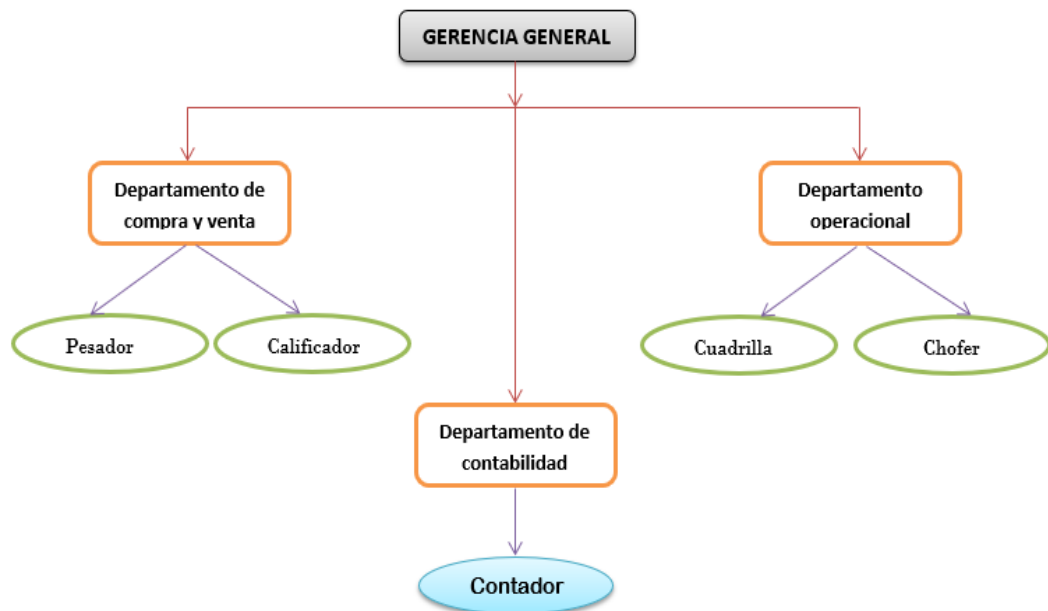 GERENCIA GENERAL
Departamento de
compra y venta
Departamento
operacional
Pesador
Calificador
Cuadrilla
Chofer
Departamento de
contabilidad
Contador